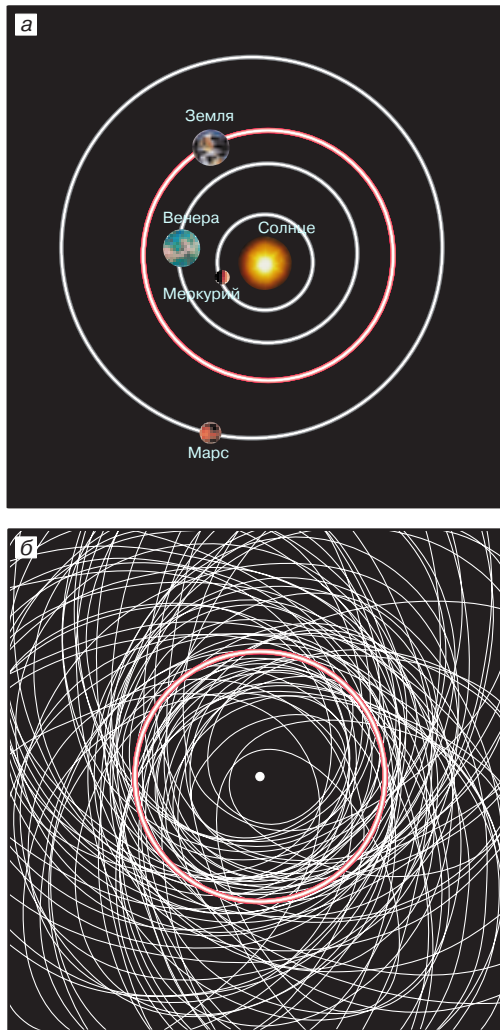 а
Земля
Венера
Солнце
Меркурий
Марс
б